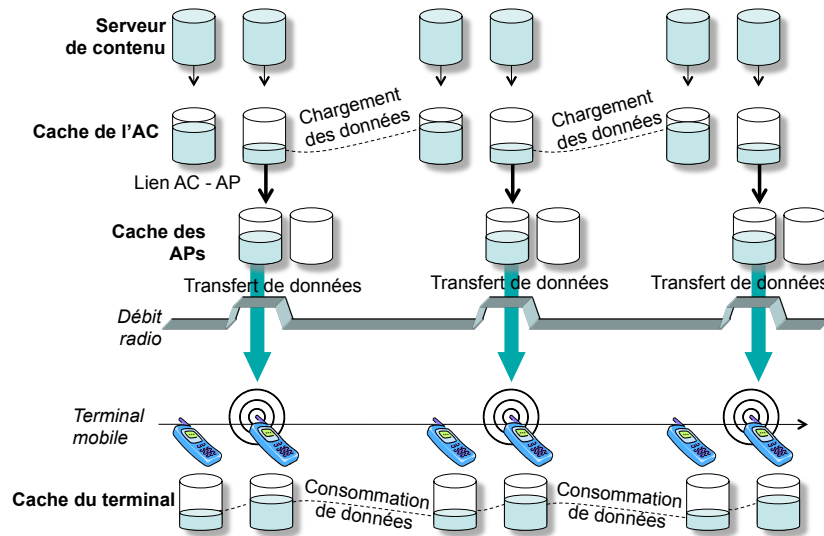 Serveur
de contenu
Chargement
des données
Chargement
des données
Cache de l'AC
Lien AC - AP
Cache des
APs
Transfert de données
Transfert de données
Transfert de données
Débit
radio
Terminal
mobile
Cache du terminal
Consommation
de données
Consommation
de données